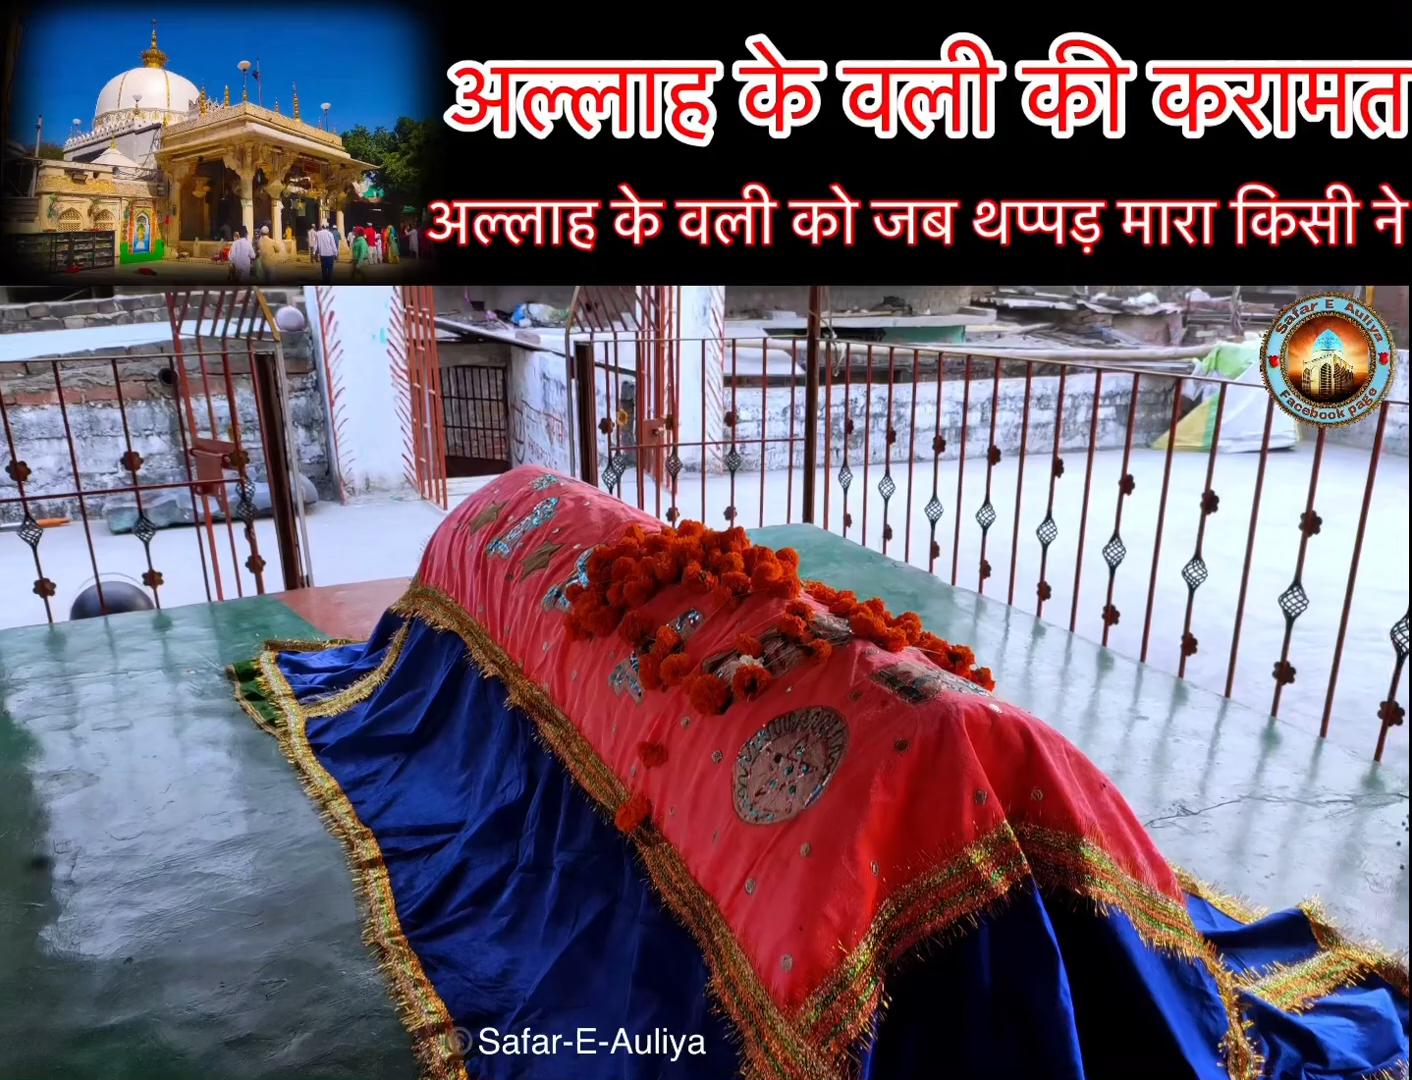 अल्लाह के वली की करामत
अल्लाह के वली को जब थप्पड़ मारा किसी ने
Safar E Auliya
Facebook page
© Safar-E-Auliya